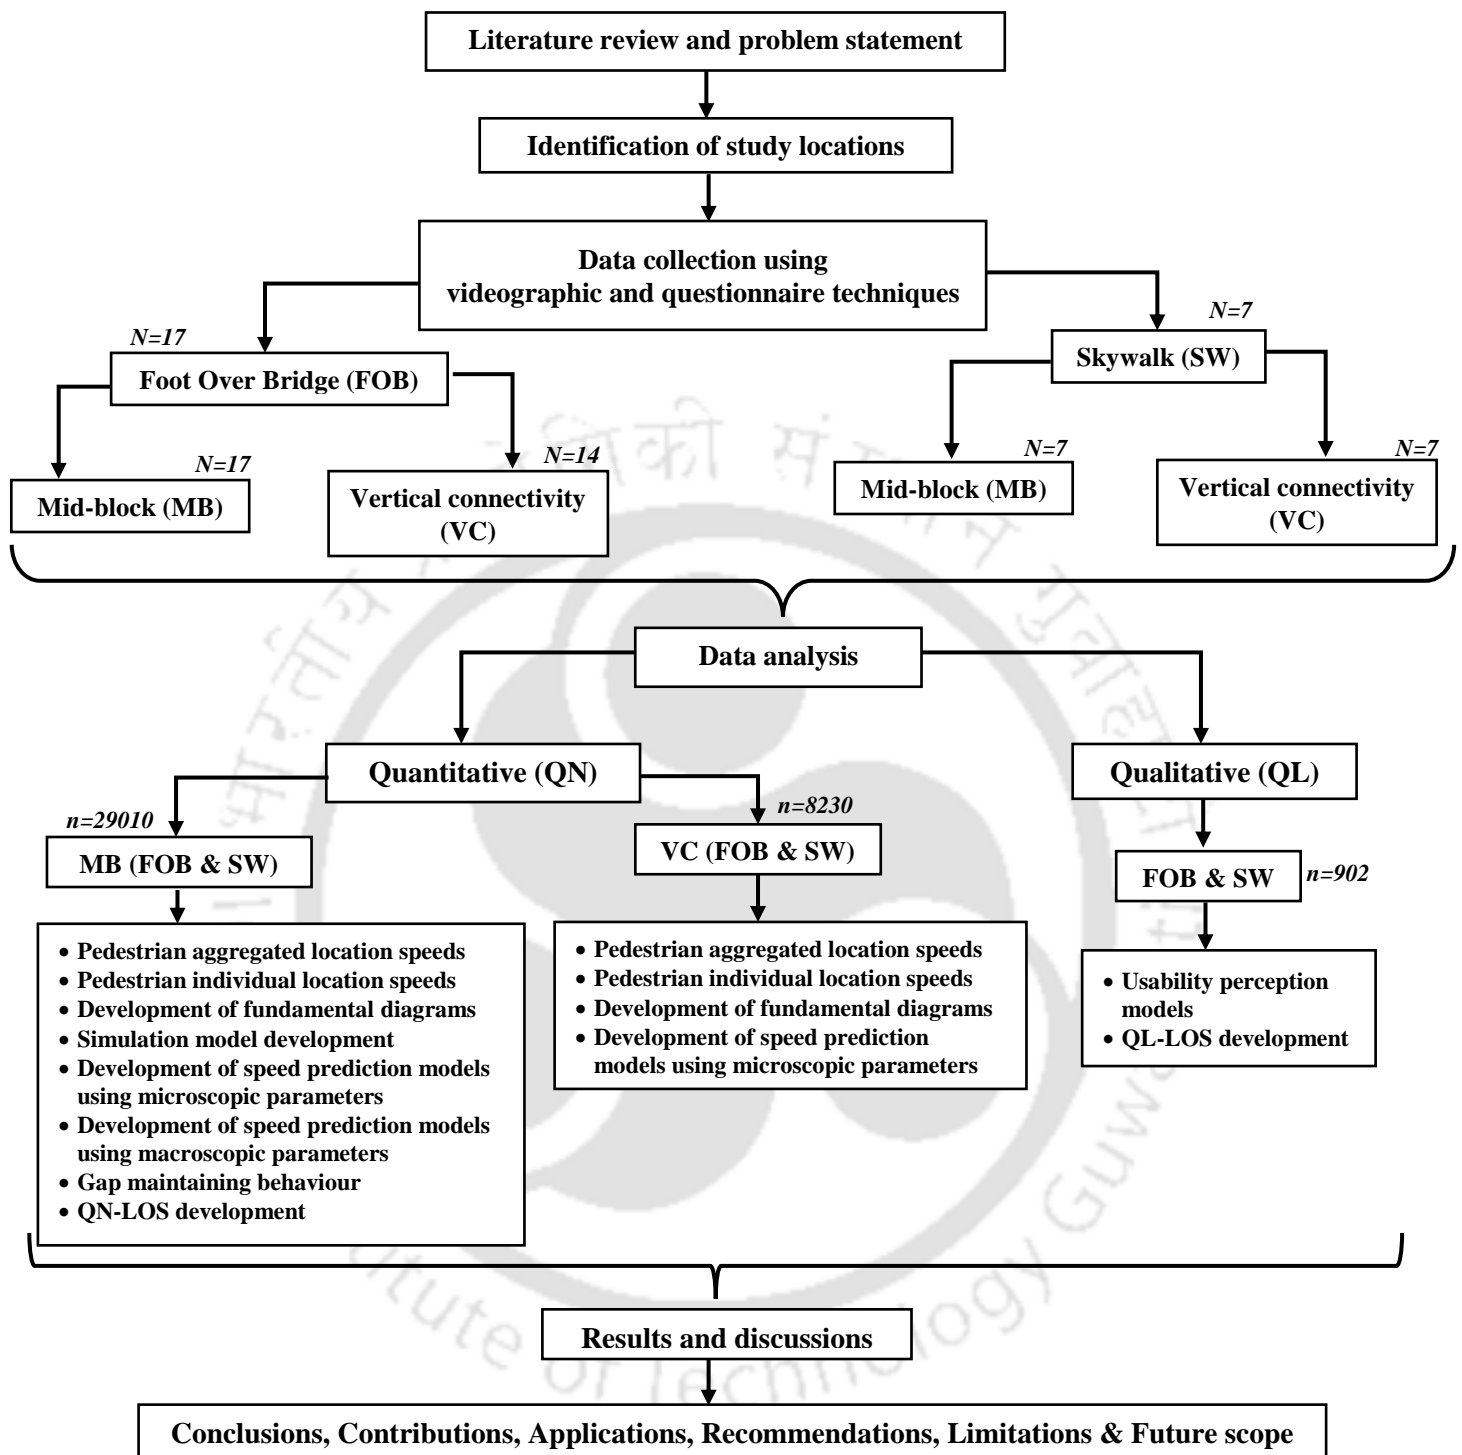 Literature review and problem statement
Identification of study locations
Data collection using
videographic and questionnaire techniques
N=17
Foot Over Bridge (FOB)
N=7
Skywalk (SW)
N=17
Mid-block (MB)
N=14
Vertical connectivity
(VC)
N=7
Mid-block (MB)
N=7
Vertical connectivity
(VC)
Data analysis
Quantitative (QN)
Qualitative (QL)
n=29010
MB (FOB & SW)
n=8230
VC (FOB & SW)
FOB & SW
n=902
• Pedestrian aggregated location speeds
• Pedestrian individual location speeds
• Development of fundamental diagrams
• Simulation model development
• Development of speed prediction models
using microscopic parameters
• Development of speed prediction models
using macroscopic parameters
• Gap maintaining behaviour
• QN-LOS development
• Pedestrian aggregated location speeds
• Pedestrian individual location speeds
• Development of fundamental diagrams
• Development of speed prediction
models using microscopic parameters
• Usability perception
models
• QL-LOS development
Results and discussions
Conclusions, Contributions, Applications, Recommendations, Limitations & Future scope
of Technology